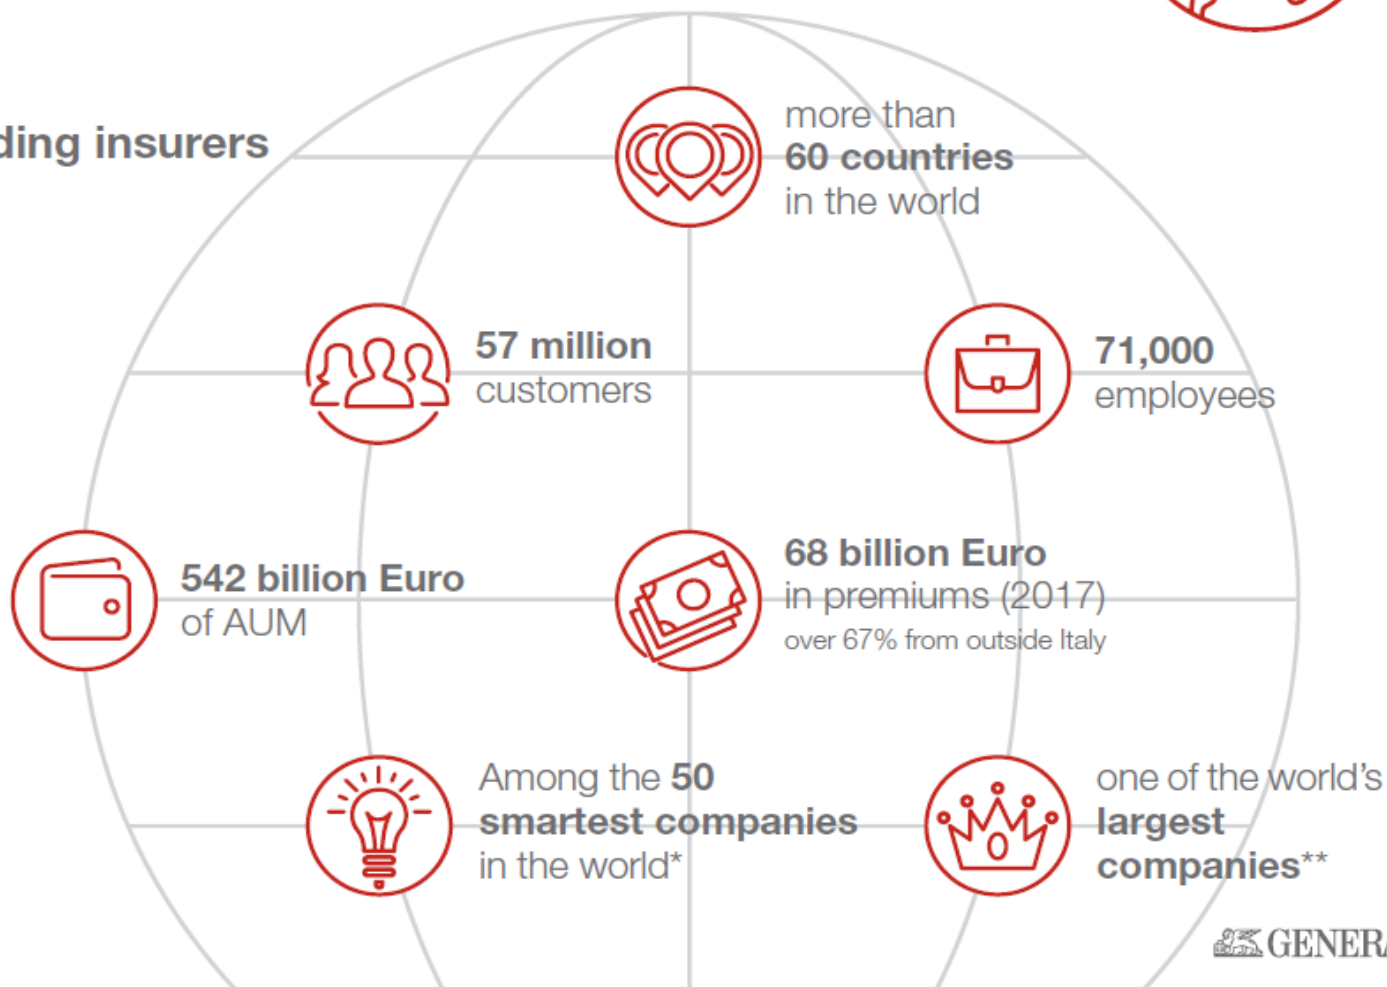 more than
ding insurers
60 countries
in the world
57 million
customers
71,000
employees
542 billion Euro
of AUM
68 billion Euro
in premiums (2017)
over 67% from outside Italy
Among the 50
smartest companies
in the world*
one of the world's
largest
companies**
GENERA